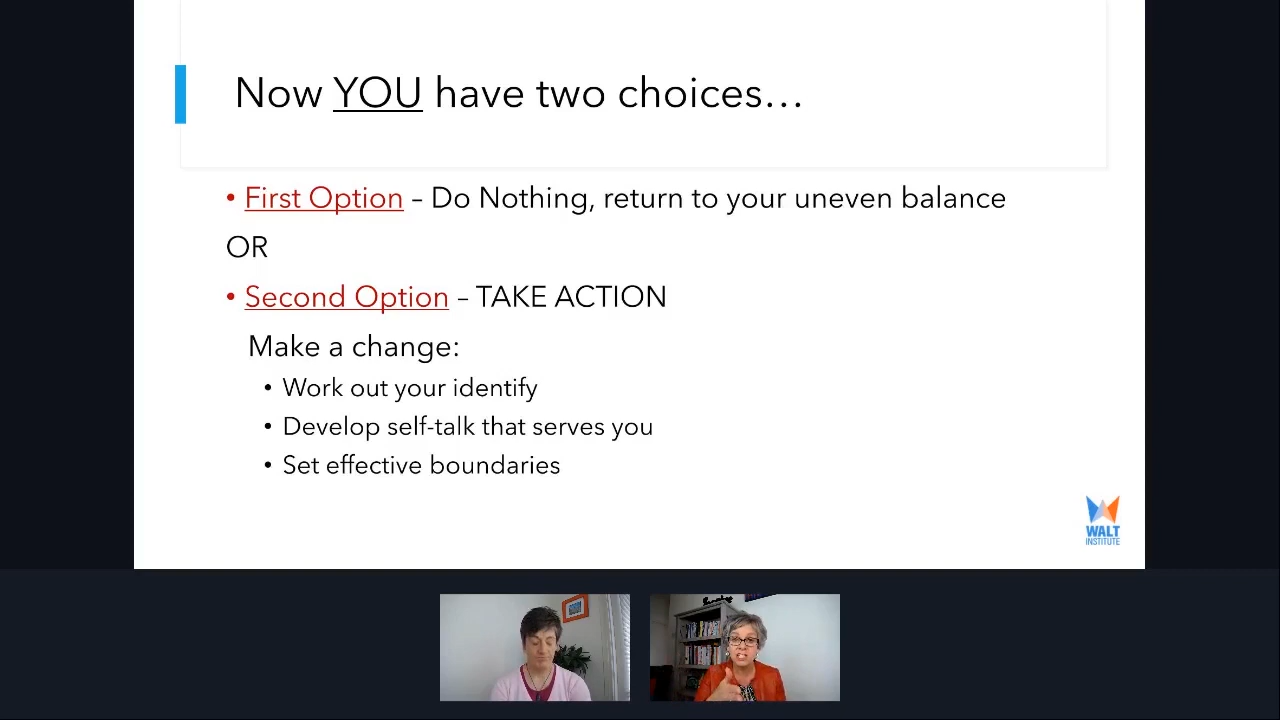 Now YOU have two choices…
• First Option – Do Nothing, return to your uneven balance
OR
• Second Option – TAKE ACTION
Make a change:
• Work out your identify
• Develop self-talk that serves you
• Set effective boundaries
WALT
INSTITUTE